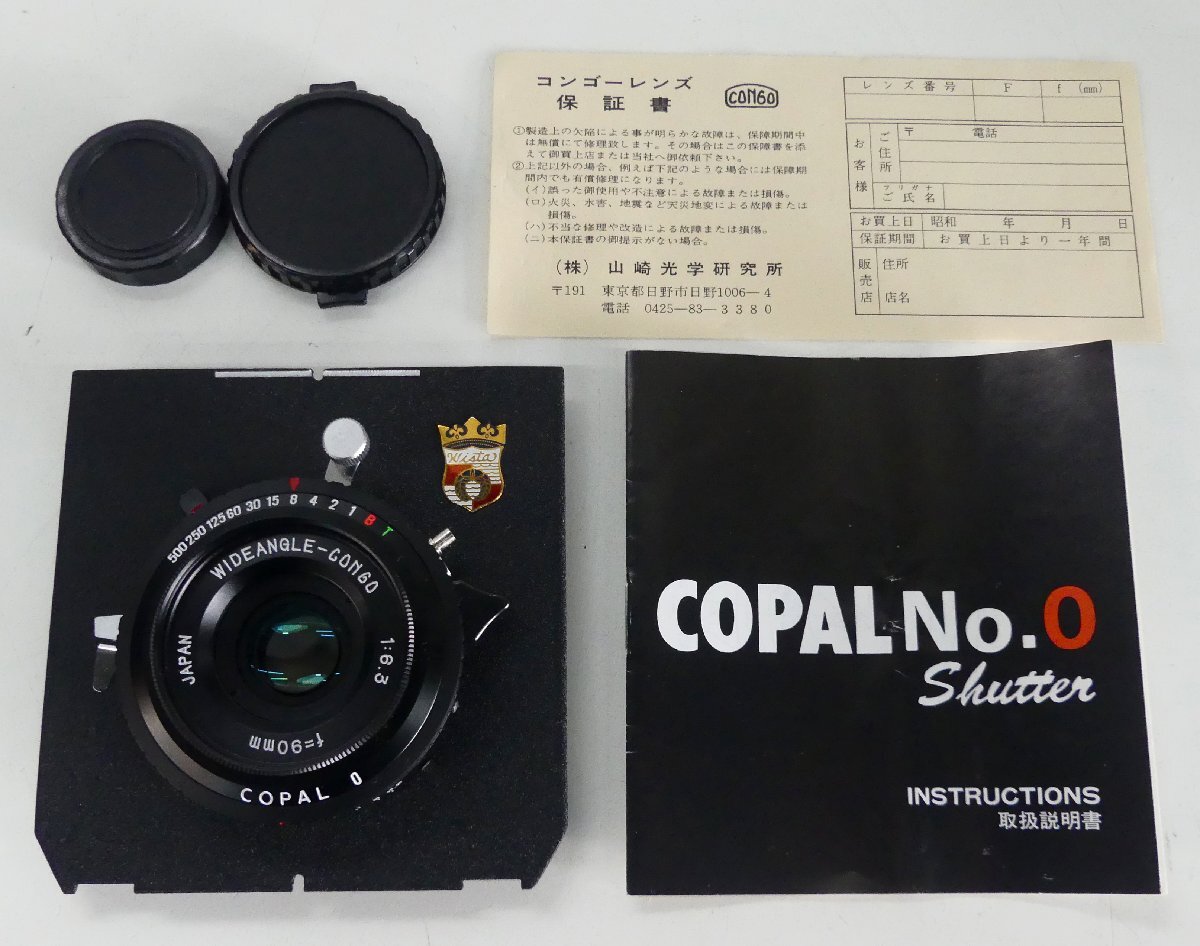 コンゴーレンズ
保証書
CONGO
①製造上の欠陥による事が明らかな故障は、保障期間中
は無償にて修理致します。その場合はこの保障書を添
えて御買上店または当社へ御依頼下さい。
②上記以外の場合、例えば下記のような場合には保障期
間内でも有償修理になります。
(イ)誤った御使用や不注意による故障または損傷。
(ロ)火災、水害、地震など天災地変による故障または
損傷。
(ハ)不当な修理や改造による故障または損傷。
(ニ)本保証書の御提示がない場合。
(株) 山崎光学研究所
〒191 東京都日野市日野1006—4
電話 0425—83—3380
レンズ番号 F f (mm)
お客様
ご住所 〒 電話
フリガナ
ご氏名
お買上日 昭和 年 月 日
保証期間 お買上日より一年間
販売店 住所
店名
Wista
500 250 125 60 30 15 8 4 2 1 B T
WIDEANGLE-CONGO
1:6.3
f=90mm
JAPAN
COPAL 0
COPAL No.0
Shutter
INSTRUCTIONS
取扱説明書